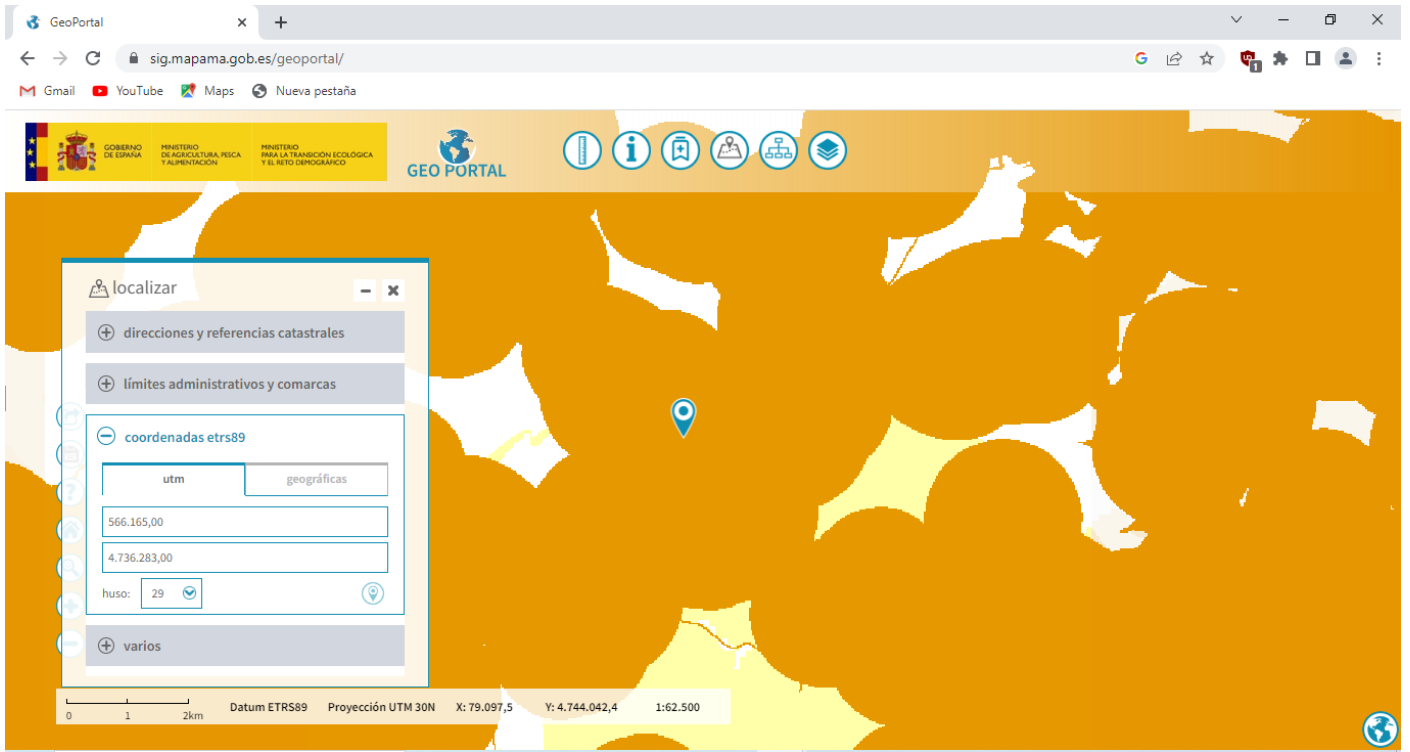 GeoPortal
sig.mapama.gob.es/geoportal/
1
Gmail YouTube Maps Nueva pestaña
GOBIERNO DE ESPAÑA
MINISTERIO DE AGRICULTURA, PESCA Y ALIMENTACIÓN
MINISTERIO PARA LA TRANSICIÓN ECOLÓGICA Y EL RETO DEMOGRÁFICO
GEO PORTAL
localizar
direcciones y referencias catastrales
límites administrativos y comarcas
coordenadas etrs89
utm geográficas
566.165,00
4.736.283,00
huso: 29
varios
0 1 2km
Datum ETRS89 Proyección UTM 30N X: 79.097,5 Y: 4.744.042,4 1:62.500